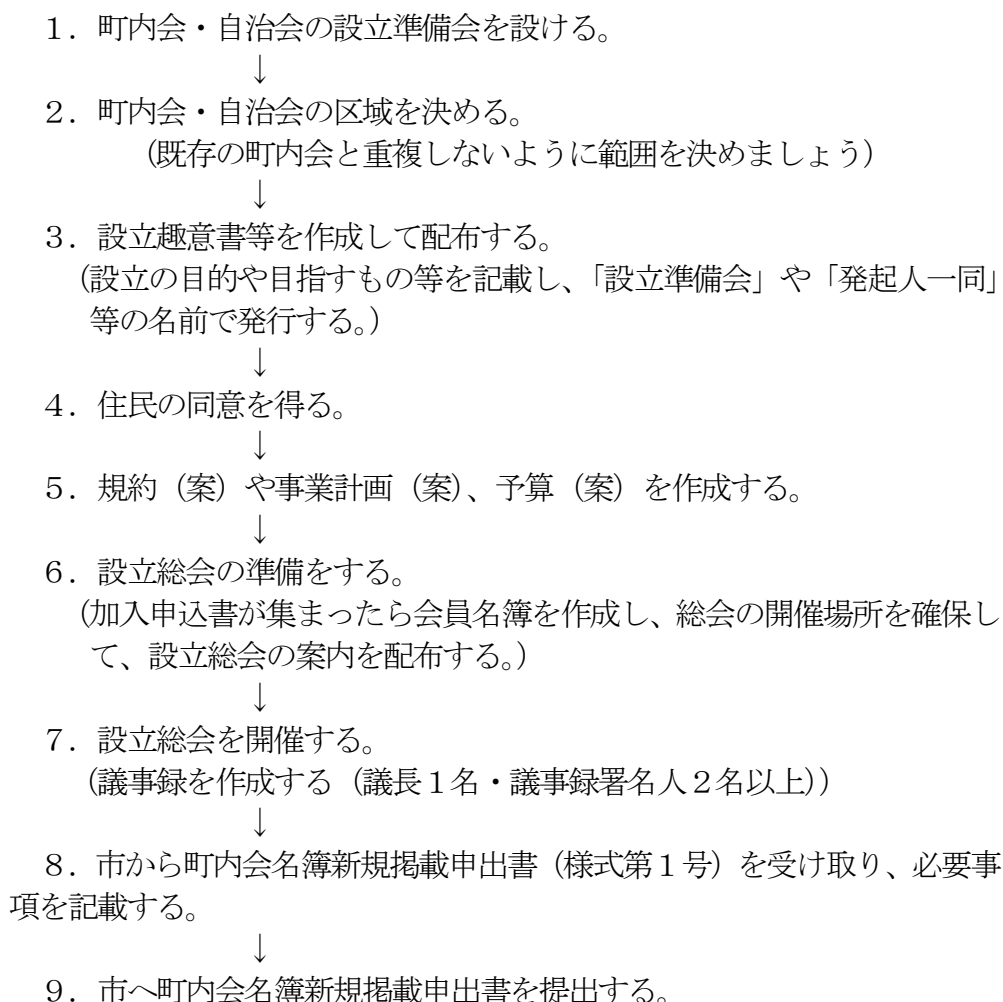 １．町内会・自治会の設立準備会を設ける。
↓
２．町内会・自治会の区域を決める。
（既存の町内会と重複しないように範囲を決めましょう）
↓
３．設立趣意書等を作成して配布する。
（設立の目的や目指すもの等を記載し、「設立準備会」や「発起人一同」
等の名前で発行する。）
↓
４．住民の同意を得る。
↓
５．規約（案）や事業計画（案）、予算（案）を作成する。
↓
６．設立総会の準備をする。
（加入申込書が集まったら会員名簿を作成し、総会の開催場所を確保し
て、設立総会の案内を配布する。）
↓
７．設立総会を開催する。
（議事録を作成する（議長１名・議事録署名人２名以上））
↓
８．市から町内会名簿新規掲載申出書（様式第１号）を受け取り、必要事
項を記載する。
↓
９．市へ町内会名簿新規掲載申出書を提出する。